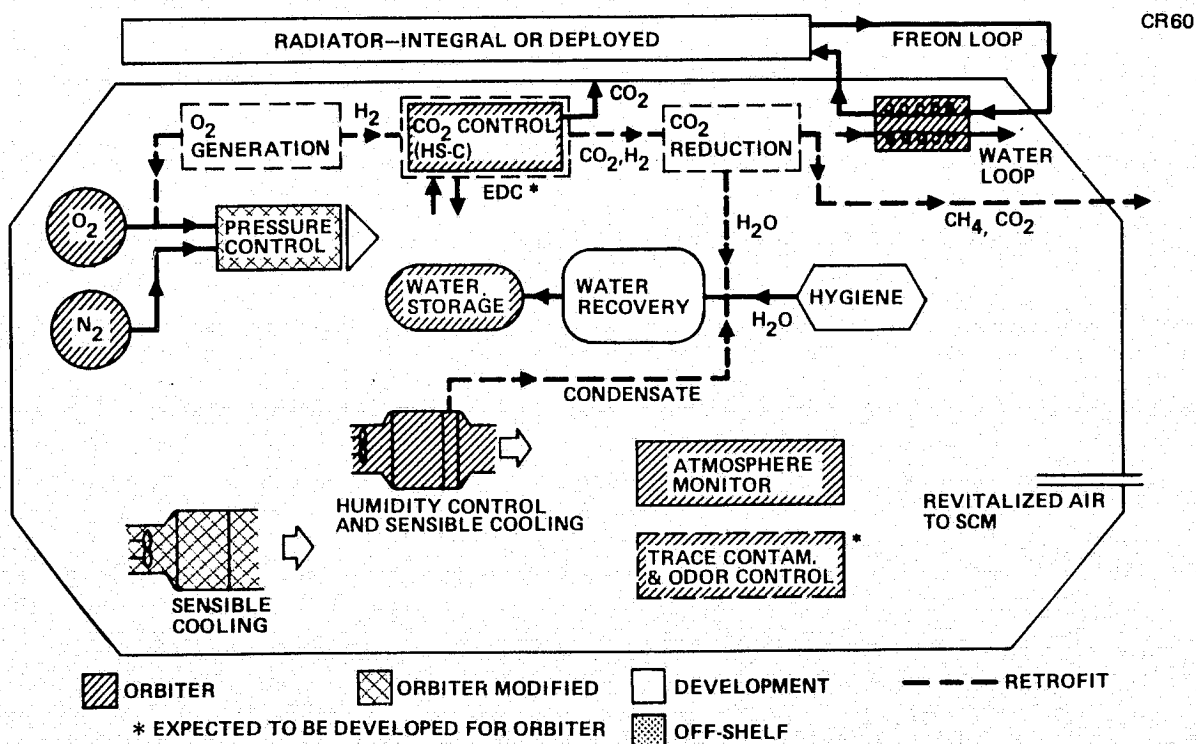 CR60
RADIATOR–INTEGRAL OR DEPLOYED
FREON LOOP
O2
GENERATION
H2
CO2 CONTROL
(HS-C)
CO2
CO2,H2
CO2
REDUCTION
WATER
LOOP
EDC *
CH4, CO2
O2
PRESSURE
CONTROL
H2O
N2
WATER
STORAGE
WATER
RECOVERY
H2O
HYGIENE
CONDENSATE
HUMIDITY CONTROL
AND SENSIBLE COOLING
ATMOSPHERE
MONITOR
REVITALIZED AIR
TO SCM
TRACE CONTAM.
& ODOR CONTROL
*
SENSIBLE
COOLING
ORBITER
ORBITER MODIFIED
DEVELOPMENT
RETROFIT
* EXPECTED TO BE DEVELOPED FOR ORBITER
OFF-SHELF